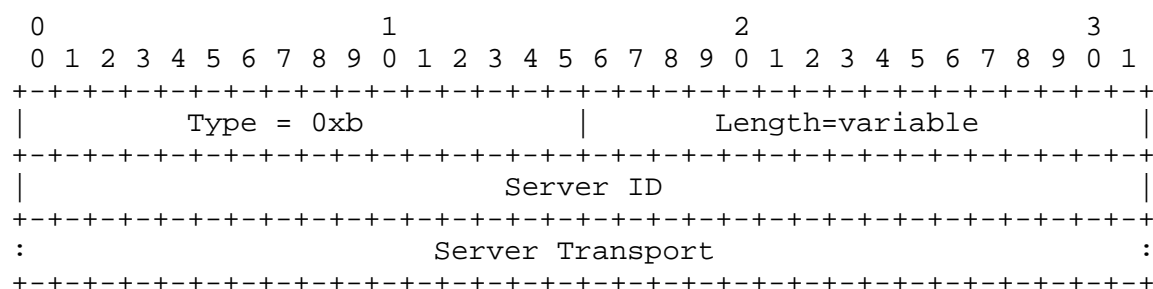 0                   1                   2                   3
 0 1 2 3 4 5 6 7 8 9 0 1 2 3 4 5 6 7 8 9 0 1 2 3 4 5 6 7 8 9 0 1
+-+-+-+-+-+-+-+-+-+-+-+-+-+-+-+-+-+-+-+-+-+-+-+-+-+-+-+-+-+-+-+-+
|         Type = 0xb            |       Length=variable         |
+-+-+-+-+-+-+-+-+-+-+-+-+-+-+-+-+-+-+-+-+-+-+-+-+-+-+-+-+-+-+-+-+
|                           Server ID                           |
+-+-+-+-+-+-+-+-+-+-+-+-+-+-+-+-+-+-+-+-+-+-+-+-+-+-+-+-+-+-+-+-+
:                       Server Transport                        :
+-+-+-+-+-+-+-+-+-+-+-+-+-+-+-+-+-+-+-+-+-+-+-+-+-+-+-+-+-+-+-+-+